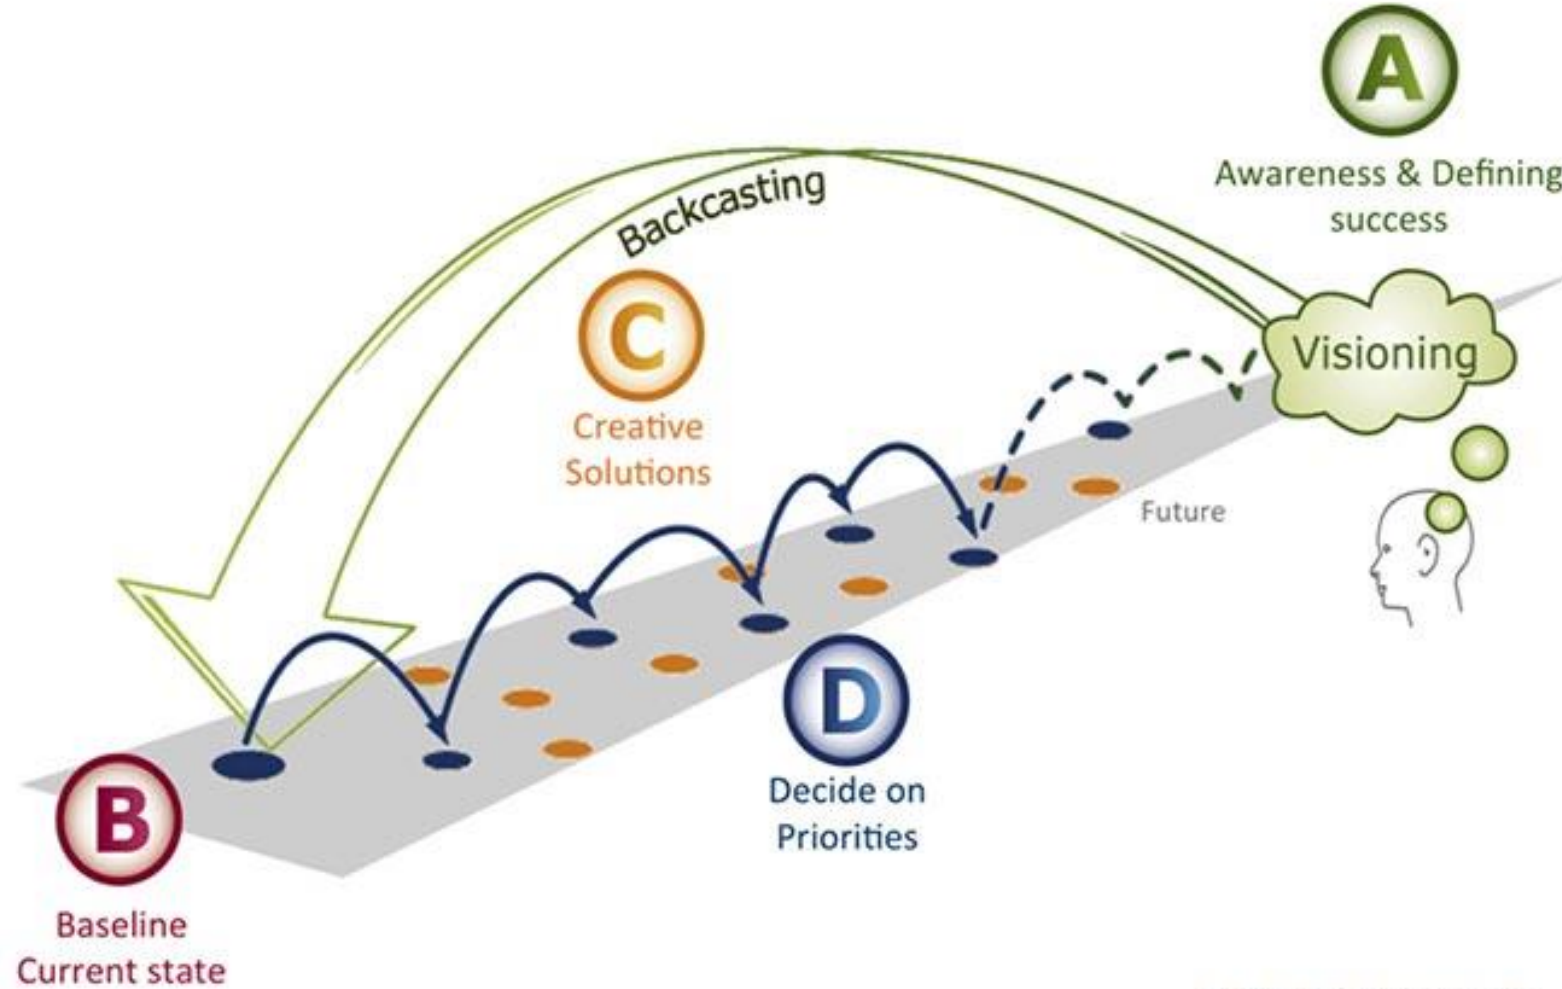 A
Awareness & Defining
success
Backcasting
C
Creative
Solutions
Visioning
Future
D
Decide on
Priorities
B
Baseline
Current state